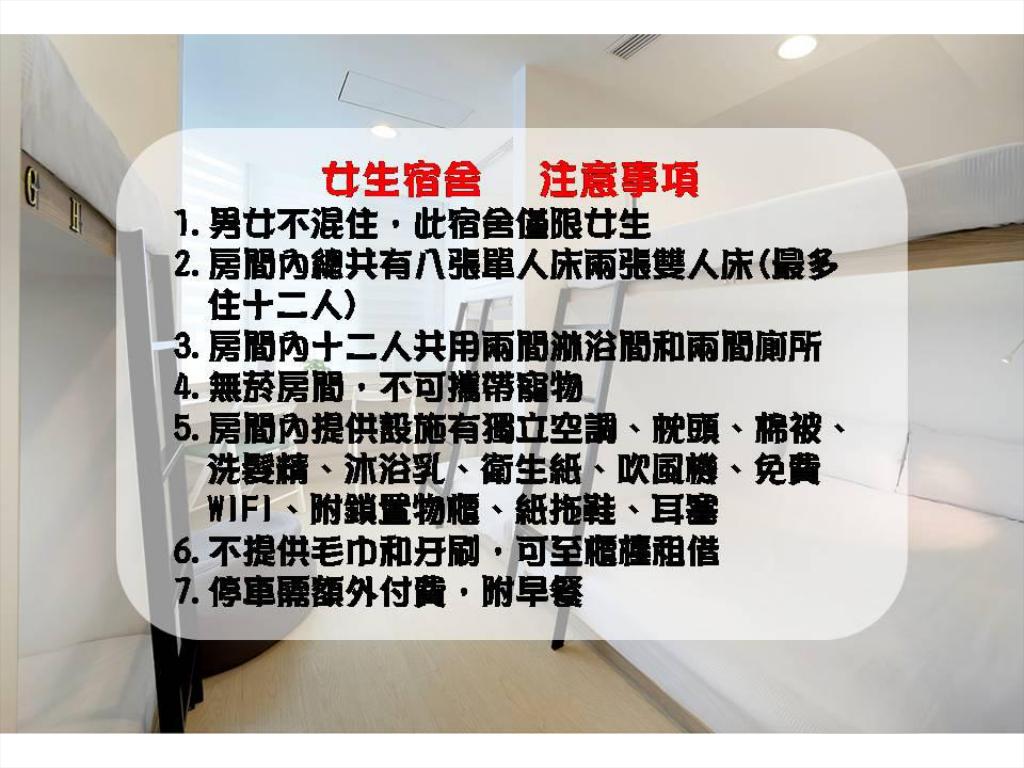 G H
女生宿舍 注意事項
1. 男女不混住，此宿舍僅限女生
2. 房間內總共有八張單人床兩張雙人床(最多
住十二人)
3. 房間內十二人共用兩間淋浴間和兩間廁所
4. 無菸房間，不可攜帶寵物
5. 房間內提供設施有獨立空調、枕頭、棉被、
洗髮精、沐浴乳、衛生紙、吹風機、免費
WIFI、附鎖置物櫃、紙拖鞋、耳塞
6. 不提供毛巾和牙刷，可至櫃檯租借
7. 停車需額外付費，附早餐